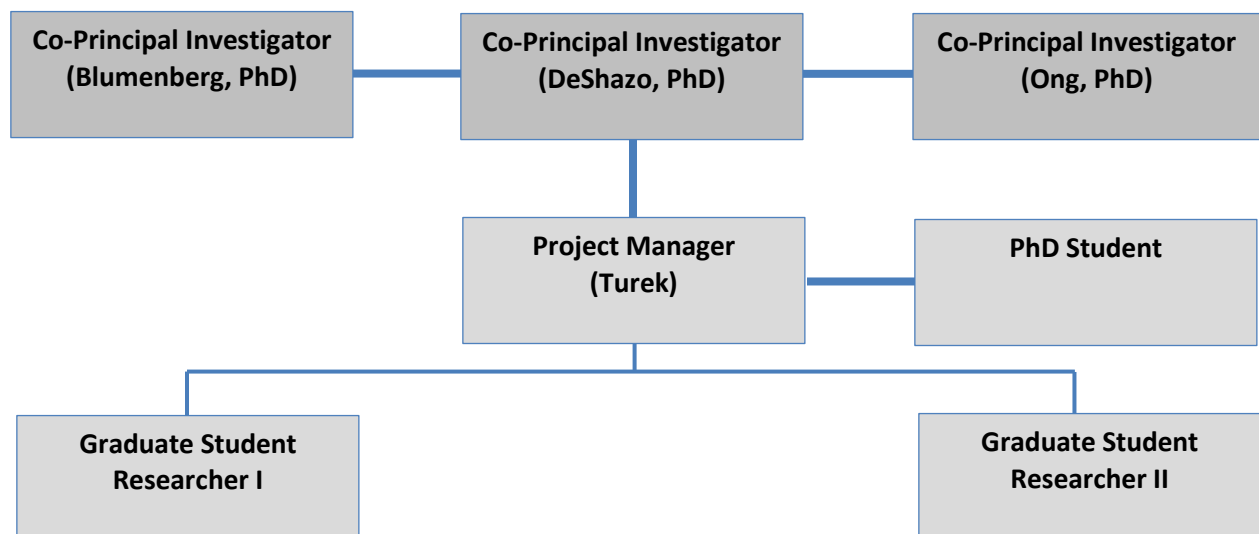 Co-Principal Investigator
(Blumenberg, PhD)
Co-Principal Investigator
(DeShazo, PhD)
Co-Principal Investigator
(Ong, PhD)
Project Manager
(Turek)
PhD Student
Graduate Student
Researcher I
Graduate Student
Researcher II